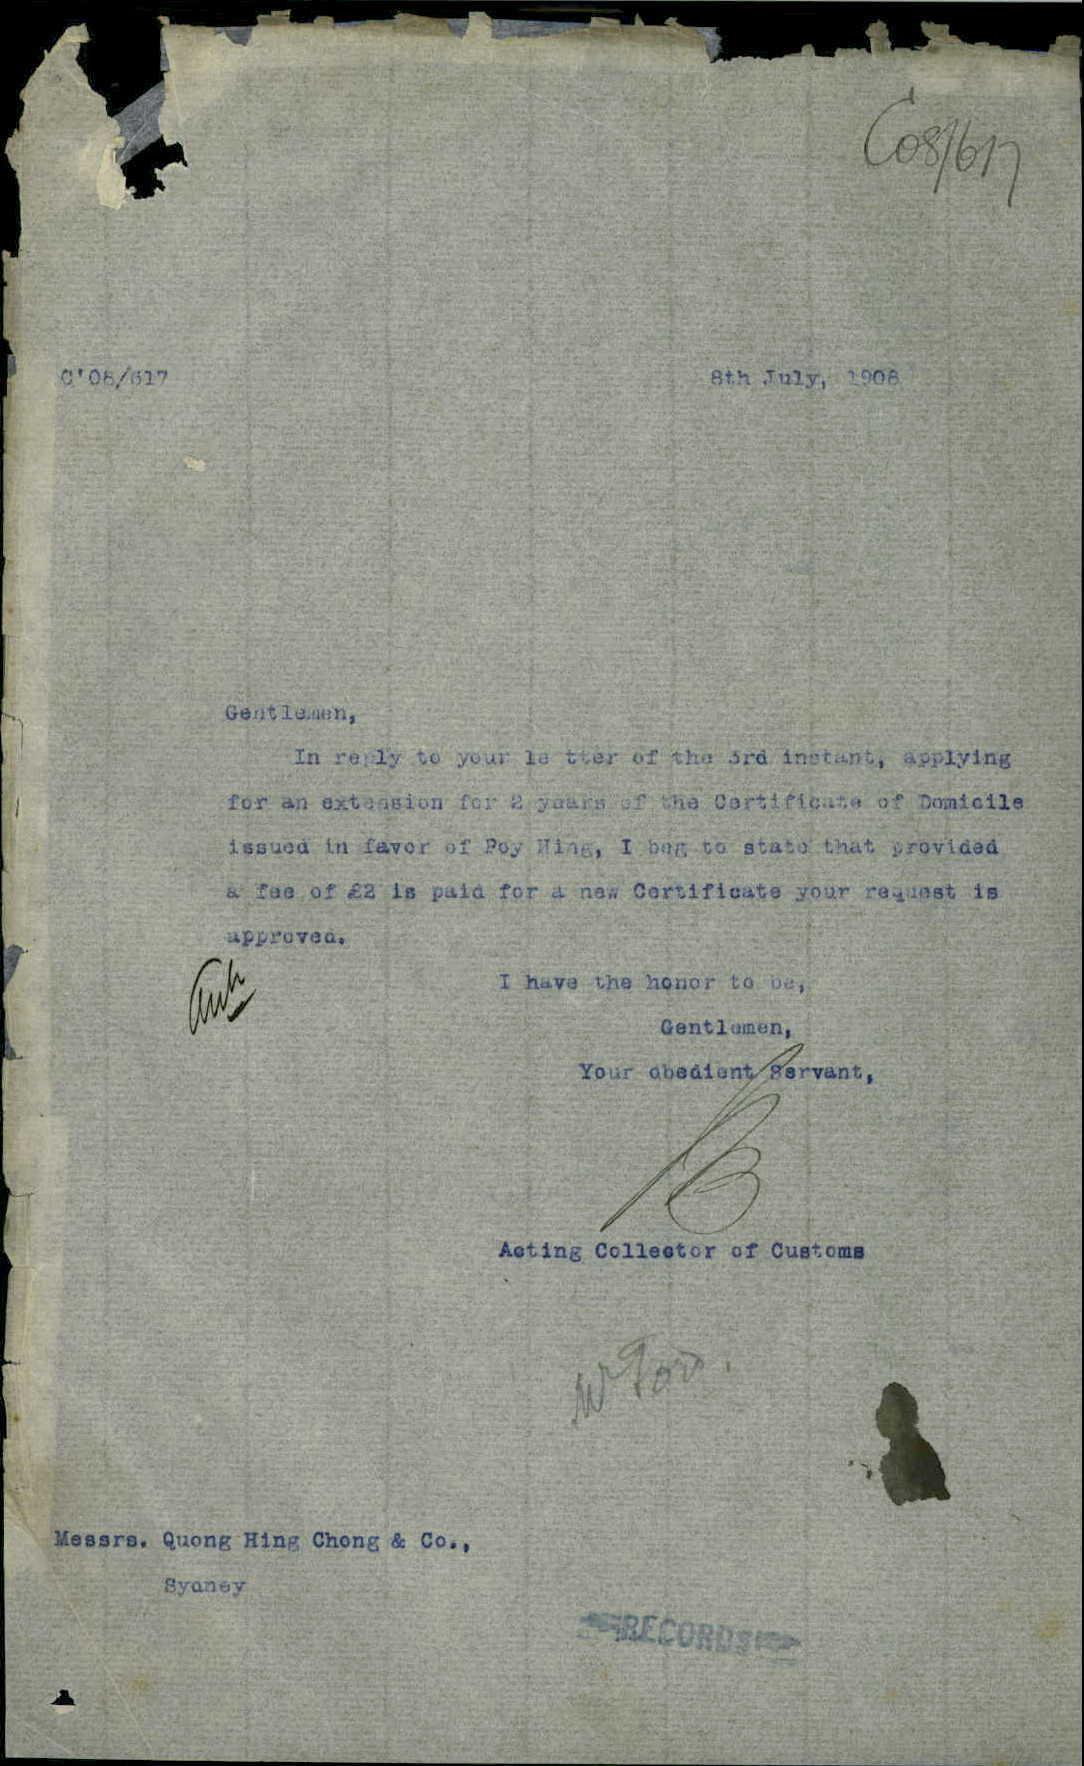 C08/617
C'08/617
8th July, 1908
Gentlemen,
In reply to your le tter of the 3rd instant, applying
for an extension for 2 years of the Certificate of Domicile
issued in favor of Poy Hing, I beg to state that provided
a fee of £2 is paid for a new Certificate your request is
approved.
I have the honor to be,
Gentlemen,
Your obedient Servant,
Acting Collector of Customs
Messrs. Quong Hing Chong & Co.,
Sydney
RECORDS